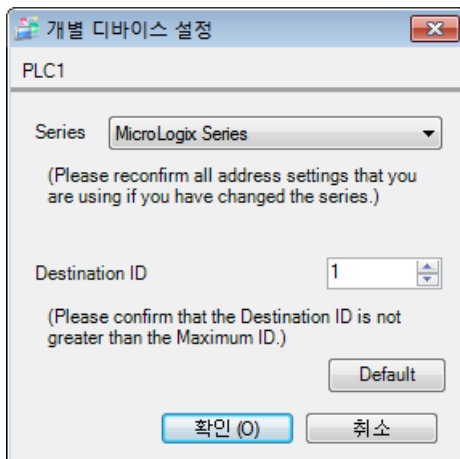 개별 디바이스 설정
PLC1
Series MicroLogix Series
(Please reconfirm all address settings that you
are using if you have changed the series.)
Destination ID 1
(Please confirm that the Destination ID is not
greater than the Maximum ID.)
Default
확인 (O) 취소